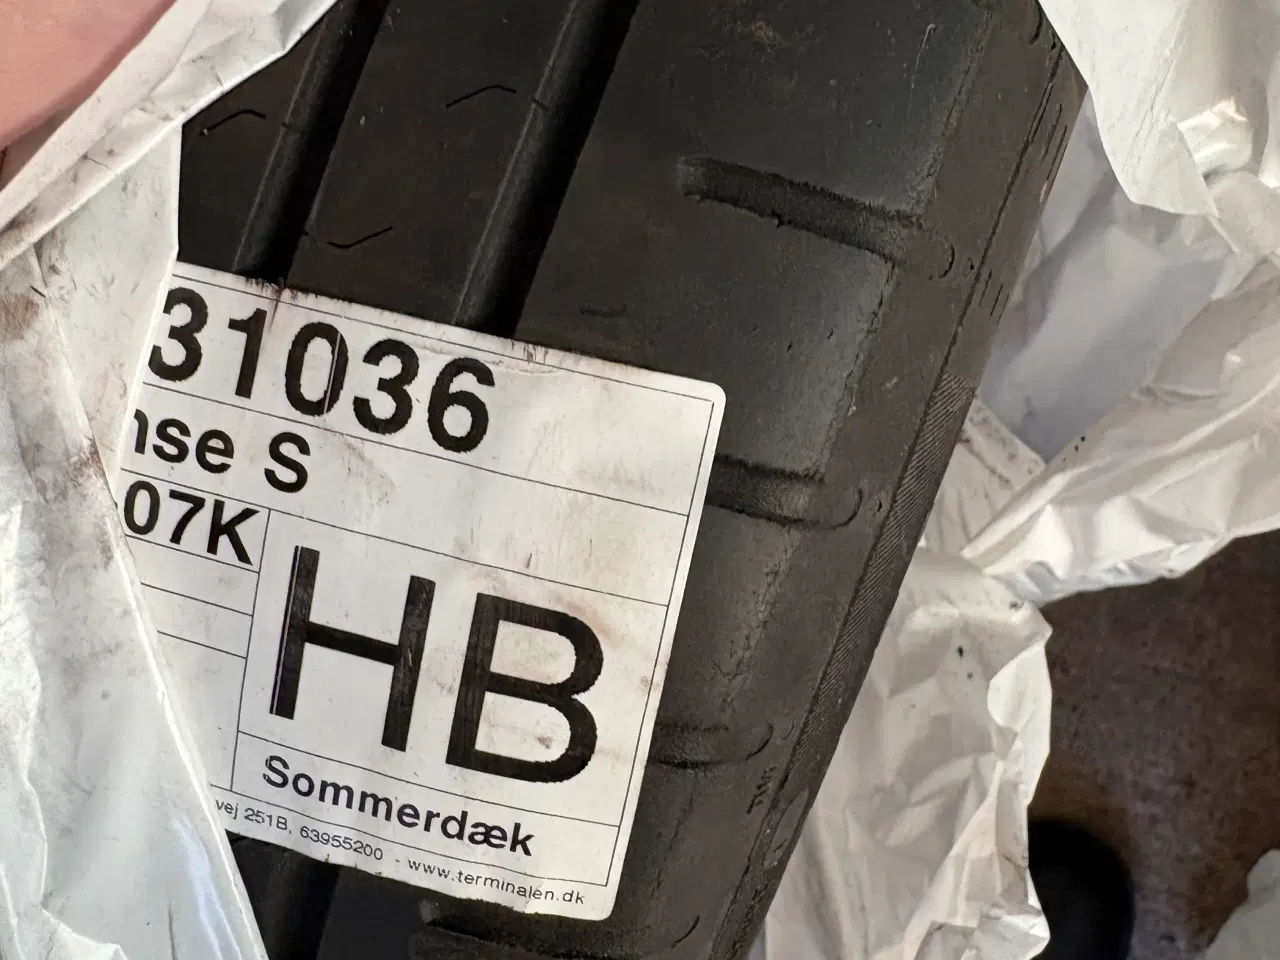 31036
nse S
07K
HB
Sommerdæk
vej 251B, 63955200 - www.terminalen.dk